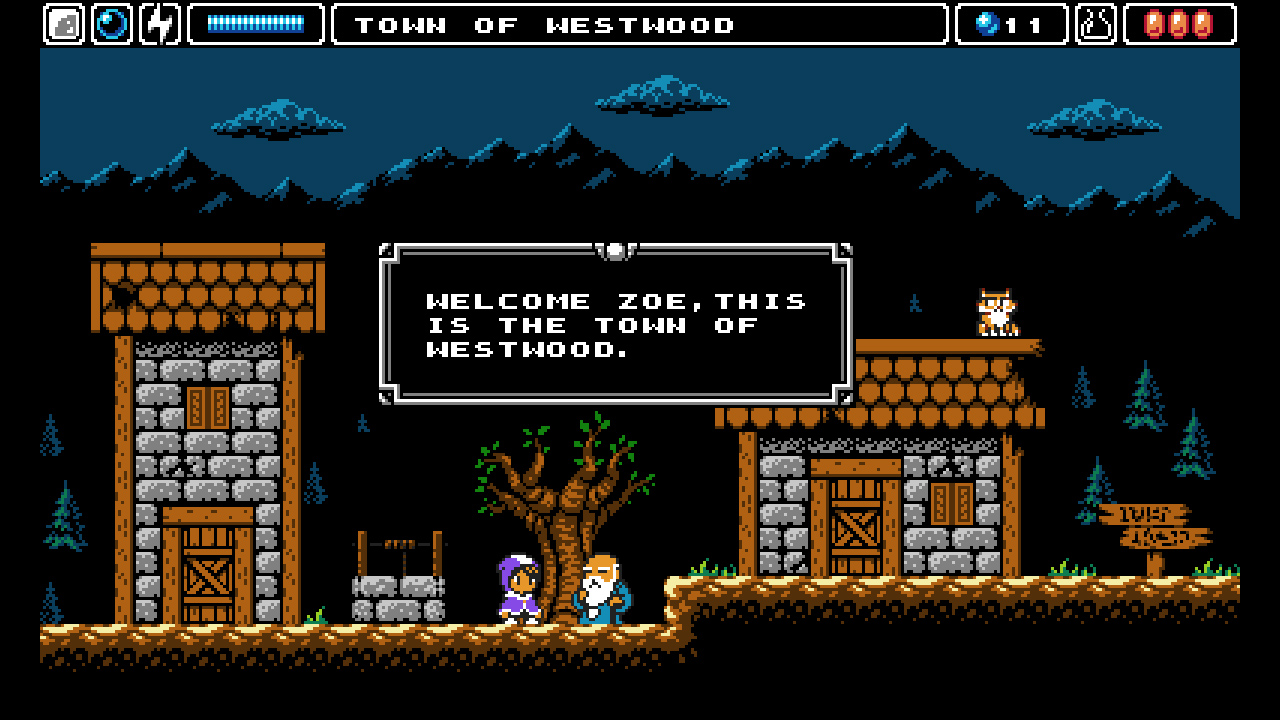 TOWN OF WESTWOOD
11
WELCOME ZOE, THIS
IS THE TOWN OF
WESTWOOD.